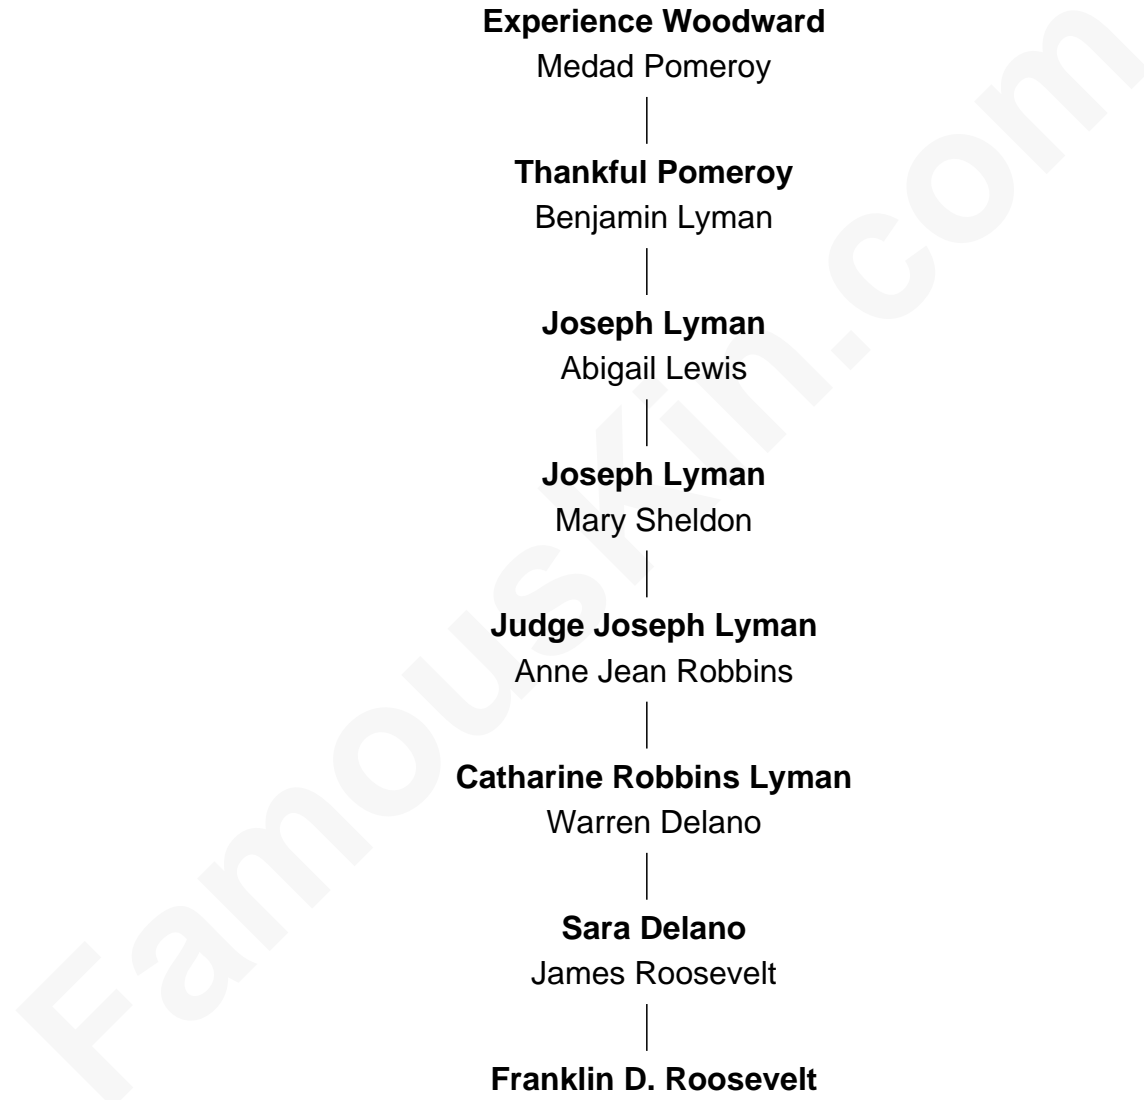 Experience Woodward
Medad Pomeroy
Thankful Pomeroy
Benjamin Lyman
Joseph Lyman
Abigail Lewis
Joseph Lyman
Mary Sheldon
Judge Joseph Lyman
Anne Jean Robbins
Catharine Robbins Lyman
Warren Delano
Sara Delano
James Roosevelt
Franklin D. Roosevelt
FamousKin.com